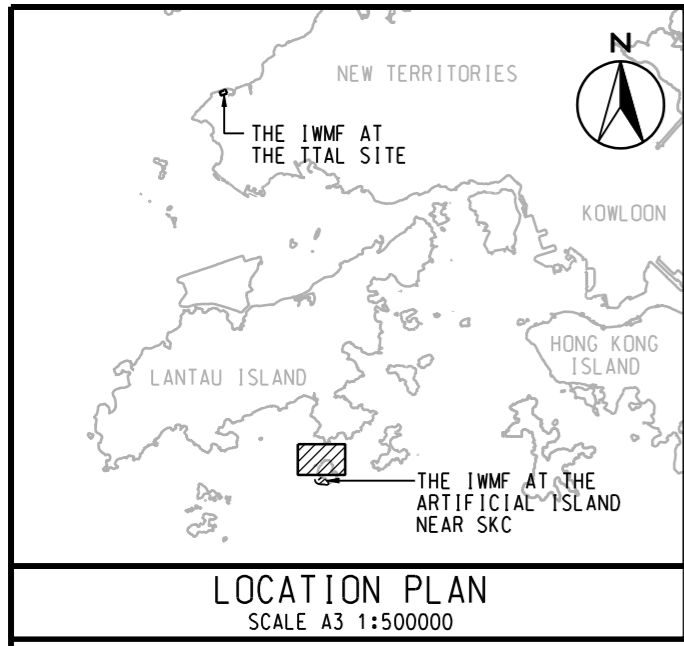 N
NEW TERRITORIES
THE IWMF AT
THE TTAL SITE
KOWLOON
HONG KONG
ISLAND
LANTAU ISLAND
THE IWMF AT THE
ARTIFICIAL ISLAND
NEAR SKC
LOCATION PLAN
SCALE A3 1:500000